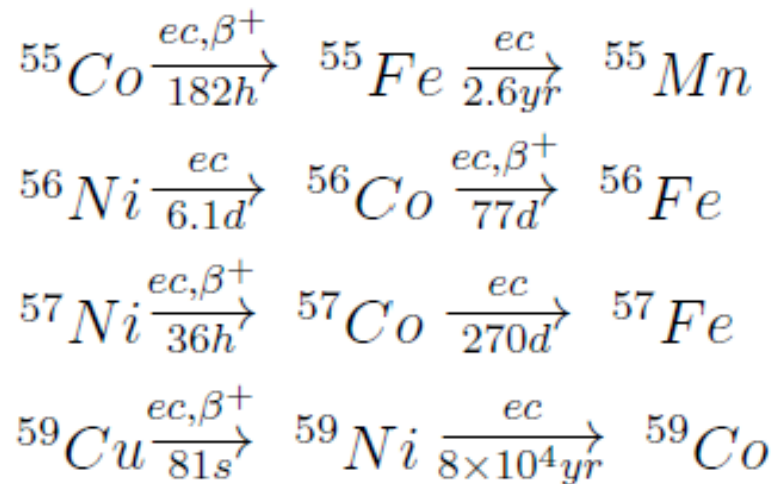 ⁵⁵Co —ec,β⁺/182h→ ⁵⁵Fe —ec/2.6yr→ ⁵⁵Mn
⁵⁶Ni —ec/6.1d→ ⁵⁶Co —ec,β⁺/77d→ ⁵⁶Fe
⁵⁷Ni —ec,β⁺/36h→ ⁵⁷Co —ec/270d→ ⁵⁷Fe
⁵⁹Cu —ec,β⁺/81s→ ⁵⁹Ni —ec/8×10⁴yr→ ⁵⁹Co